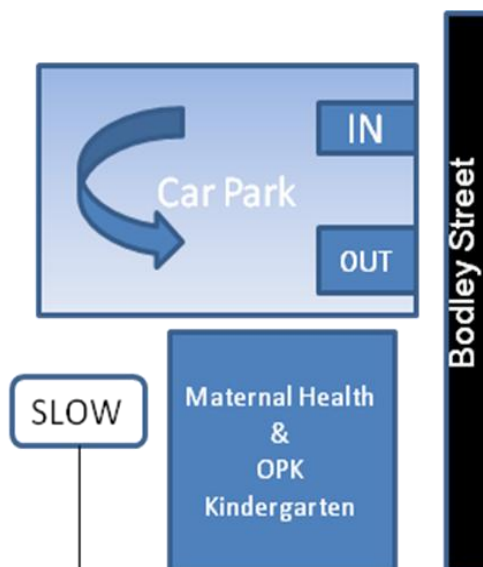 IN
Car Park
OUT
Bodley Street
SLOW
Maternal Health
&
OPK
Kindergarten